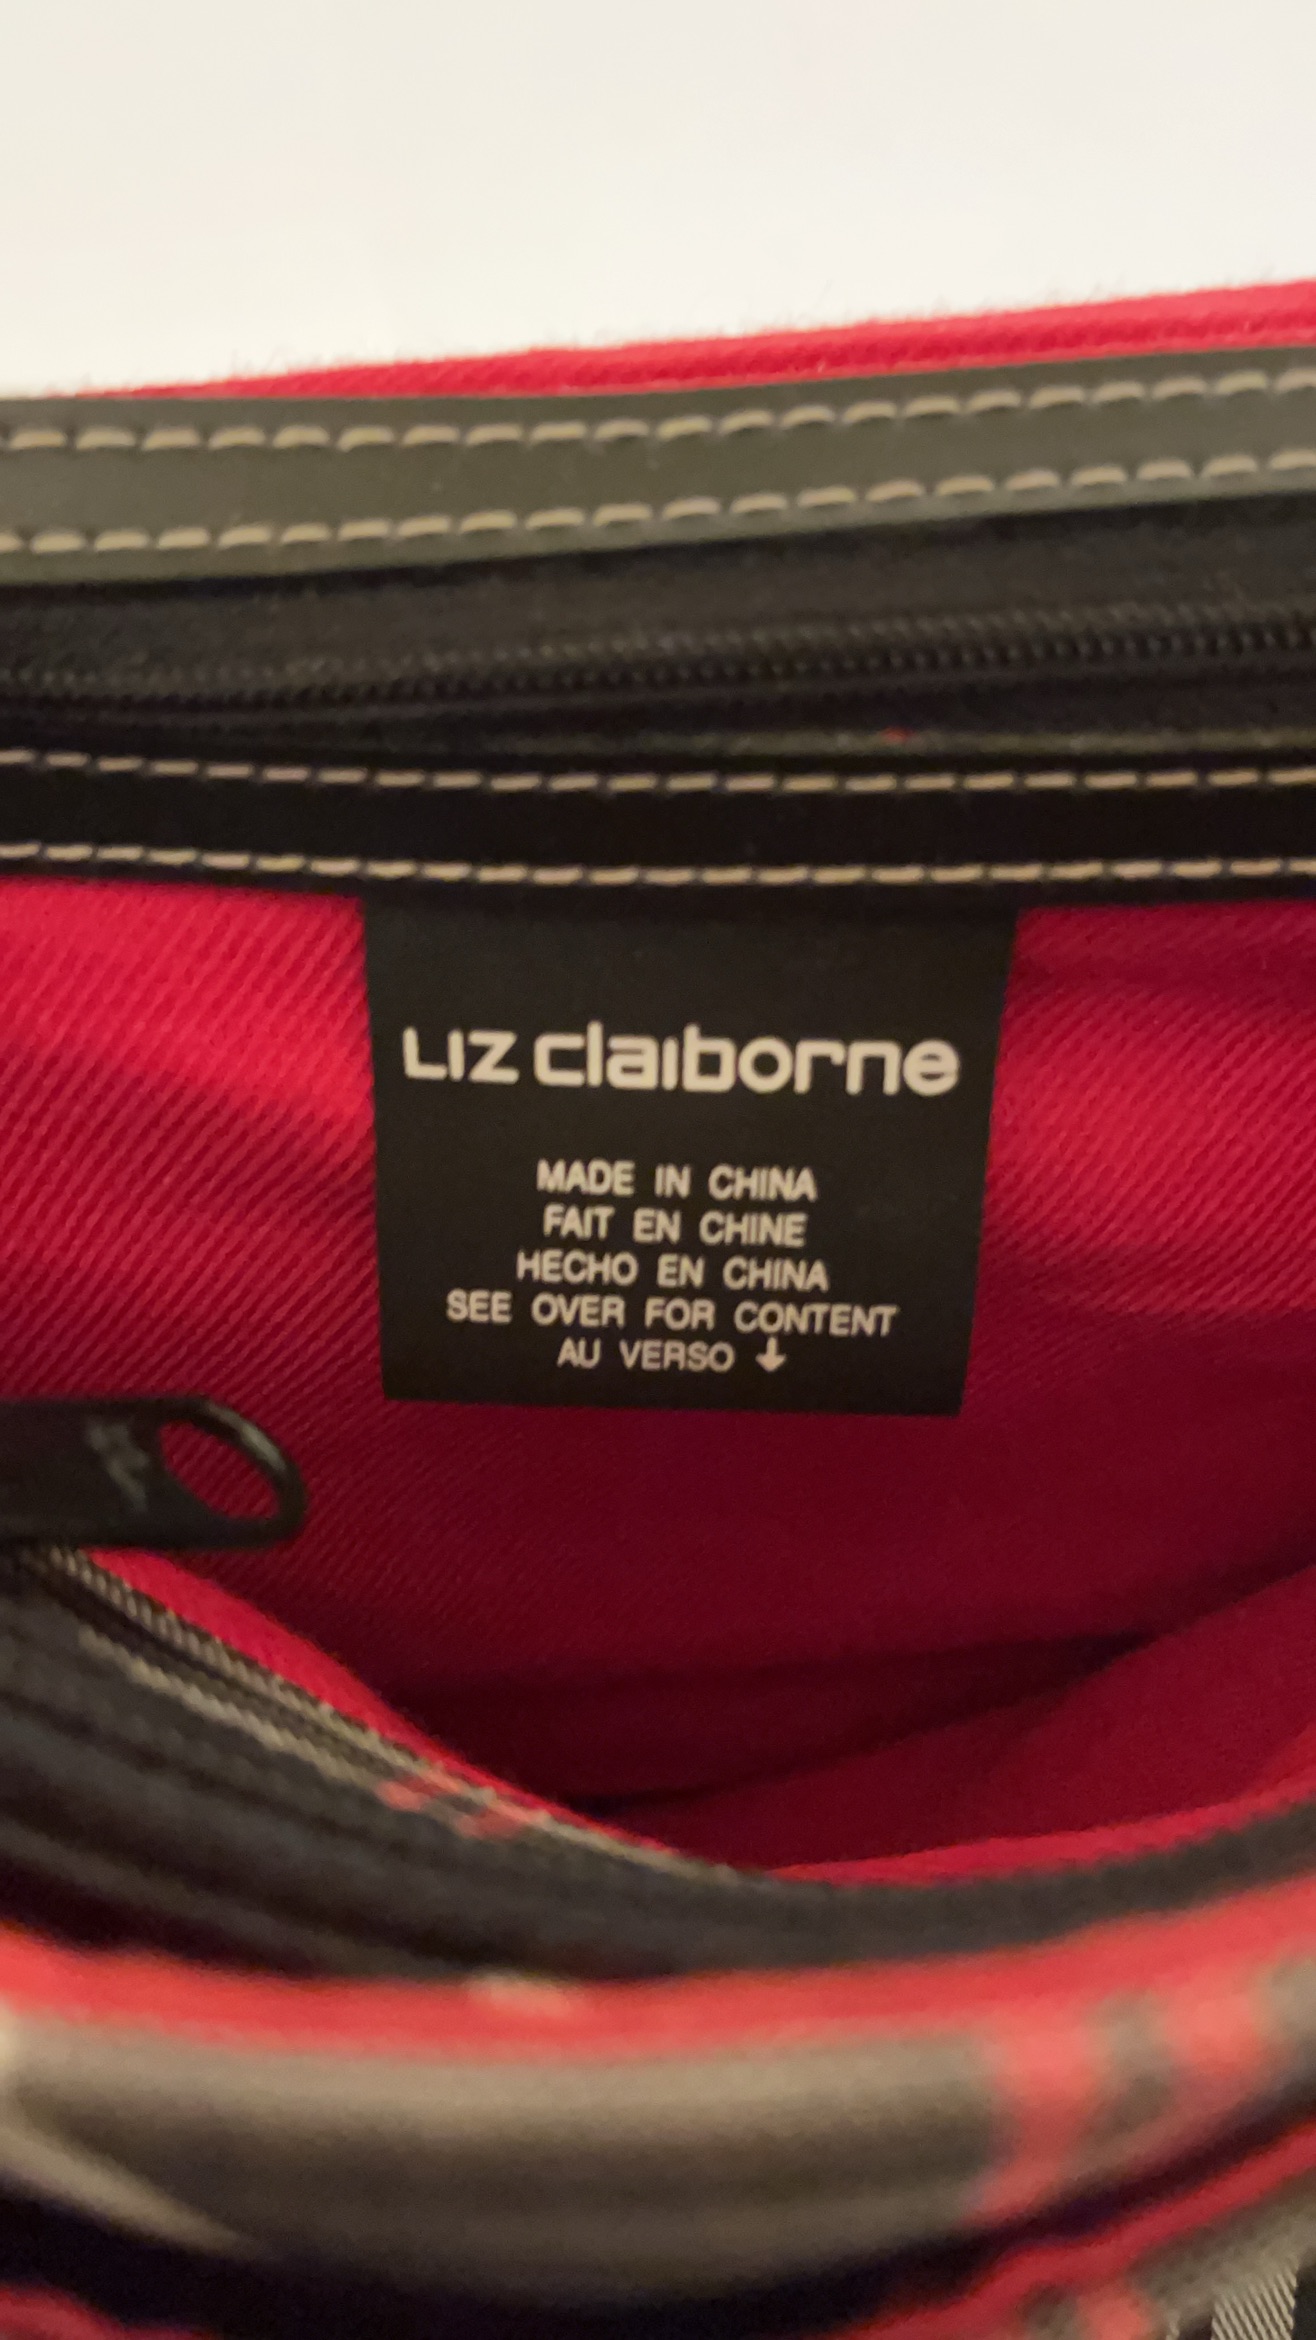 Liz claiborne
MADE IN CHINA
FAIT EN CHINE
HECHO EN CHINA
SEE OVER FOR CONTENT
AU VERSO ↓